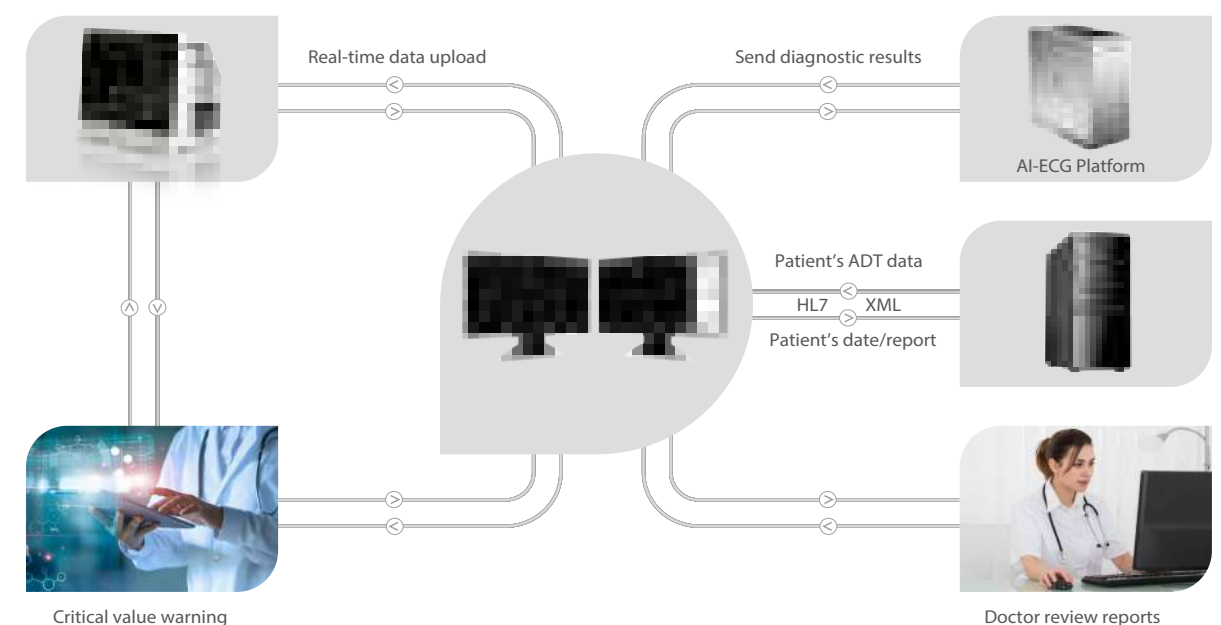 Real-time data upload
Send diagnostic results
AI-ECG Platform
Patient's ADT data
HL7 XML
Patient's date/report
Critical value warning
Doctor review reports